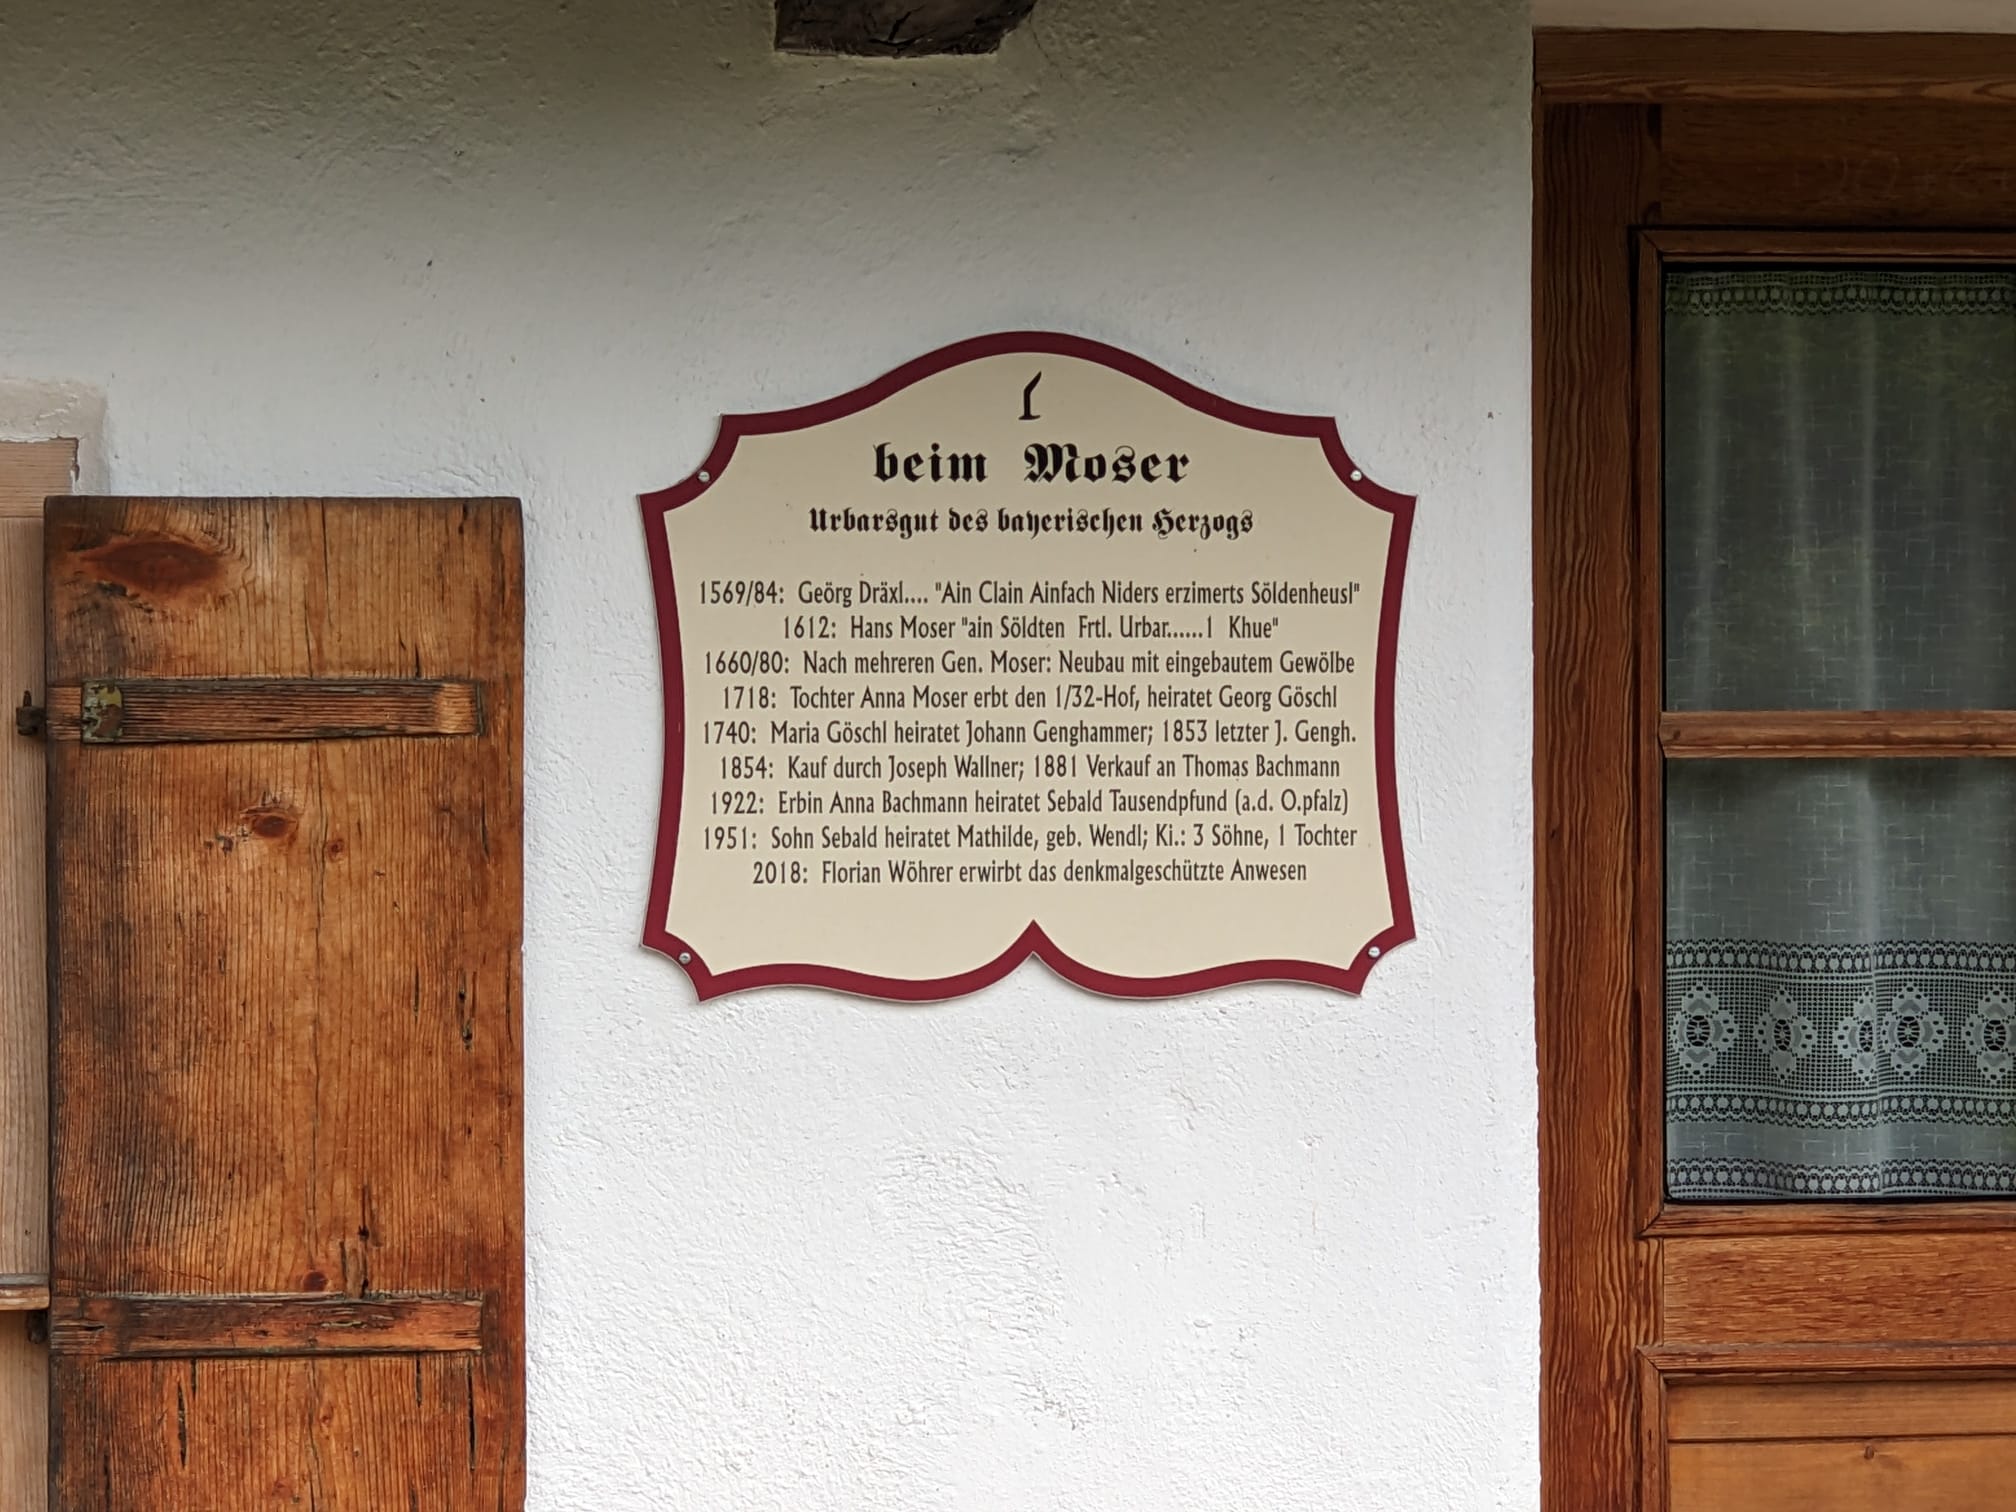 beim Moser
Urbarsgut des bayerischen Herzogs
1569/84: Geörg Dräxl.... "Ain Clain Ainfach Niders erzimerts Söldenheusl"
1612: Hans Moser "ain Söldten Frtl. Urbar......1 Khue"
1660/80: Nach mehreren Gen. Moser: Neubau mit eingebautem Gewölbe
1718: Tochter Anna Moser erbt den 1/32-Hof, heiratet Georg Göschl
1740: Maria Göschl heiratet Johann Genghammer; 1853 letzter J. Gengh.
1854: Kauf durch Joseph Wallner; 1881 Verkauf an Thomas Bachmann
1922: Erbin Anna Bachmann heiratet Sebald Tausendpfund (a.d. O.pfalz)
1951: Sohn Sebald heiratet Mathilde, geb. Wendl; Ki.: 3 Söhne, 1 Tochter
2018: Florian Wöhrer erwirbt das denkmalgeschützte Anwesen